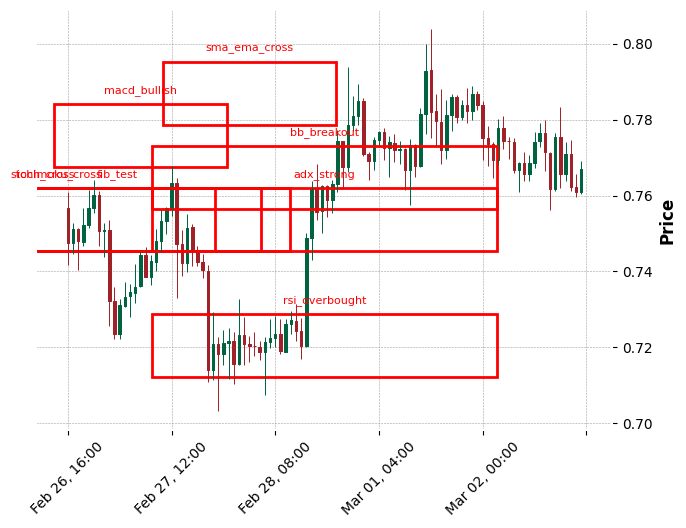 sma_ema_cross
macd_bullish
bb_breakout
fib_test
adx_strong
rsi_overbought
0.80
0.78
0.76
0.74
0.72
0.70
Price
Feb 26, 16:00
Feb 27, 12:00
Feb 28, 08:00
Mar 01, 04:00
Mar 02, 00:00